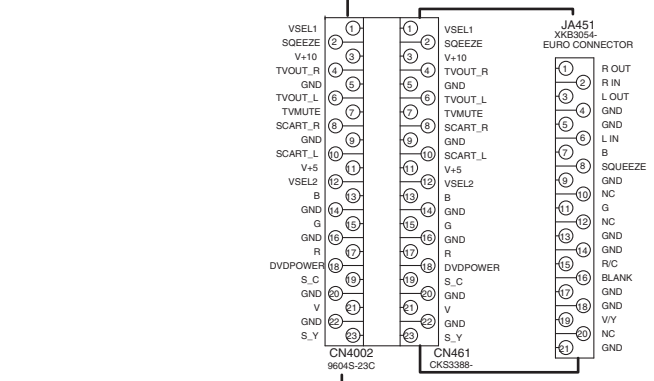 VSEL1 1
SQEEZE 2
V+10 3
TVOUT_R 4
GND 5
TVOUT_L 6
TVMUTE 7
SCART_R 8
GND 9
SCART_L 10
V+5 11
VSEL2 12
B 13
GND 14
G 15
GND 16
R 17
DVDPOWER 18
S_C 19
GND 20
V 21
GND 22
S_Y 23
CN4002
9604S-23C
1 VSEL1
2 SQEEZE
3 V+10
4 TVOUT_R
5 GND
6 TVOUT_L
7 TVMUTE
8 SCART_R
9 GND
10 SCART_L
11 V+5
12 VSEL2
13 B
14 GND
15 G
16 GND
17 R
18 DVDPOWER
19 S_C
20 GND
21 V
22 GND
23 S_Y
CN461
CKS3388-
JA451
XKB3054-
EURO CONNECTOR
1 R OUT
2 R IN
3 L OUT
4 GND
5 GND
6 L IN
7 B
8 SQUEEZE
9 GND
10 NC
11 G
12 NC
13 GND
14 GND
15 R/C
16 BLANK
17 GND
18 GND
19 V/Y
20 NC
21 GND